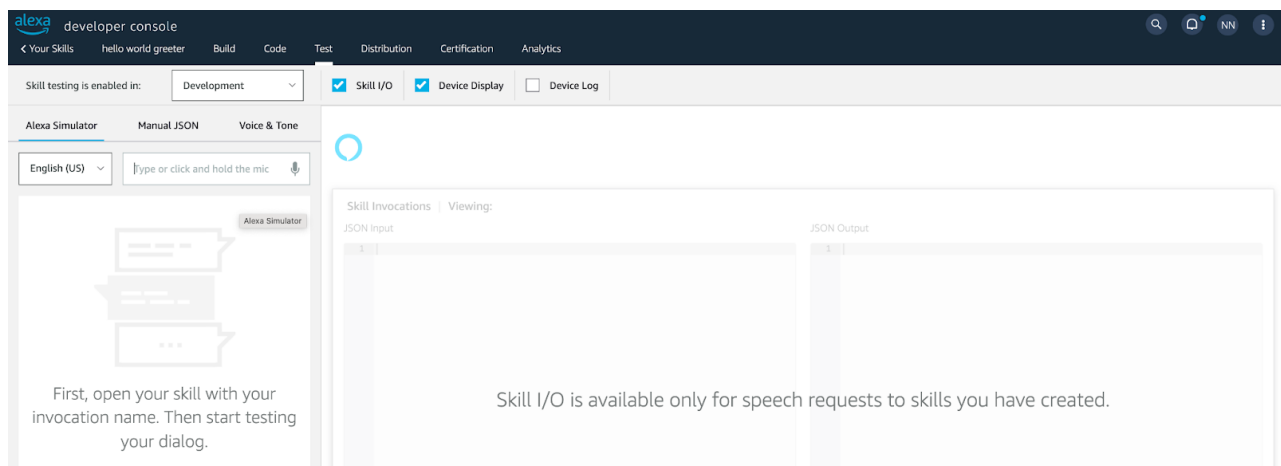 alexa developer console
NN
< Your Skills hello world greeter Build Code Test Distribution Certification Analytics
Skill testing is enabled in: Development Skill I/O Device Display Device Log
Alexa Simulator Manual JSON Voice & Tone
English (US) Type or click and hold the mic
Alexa Simulator
First, open your skill with your
invocation name. Then start testing
your dialog.
Skill Invocations | Viewing:
JSON Input JSON Output
1 1
Skill I/O is available only for speech requests to skills you have created.